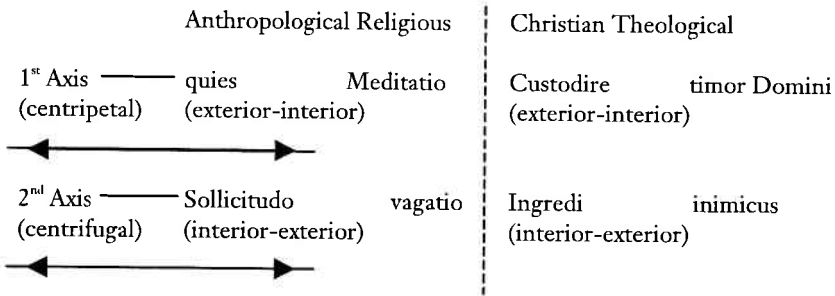 Anthropological Religious Christian Theological
1st Axis quies Meditatio Custodire timor Domini
(centripetal) (exterior-interior) (exterior-interior)
2nd Axis Sollicitudo vagatio Ingredi inimicus
(centrifugal) (interior-exterior) (interior-exterior)